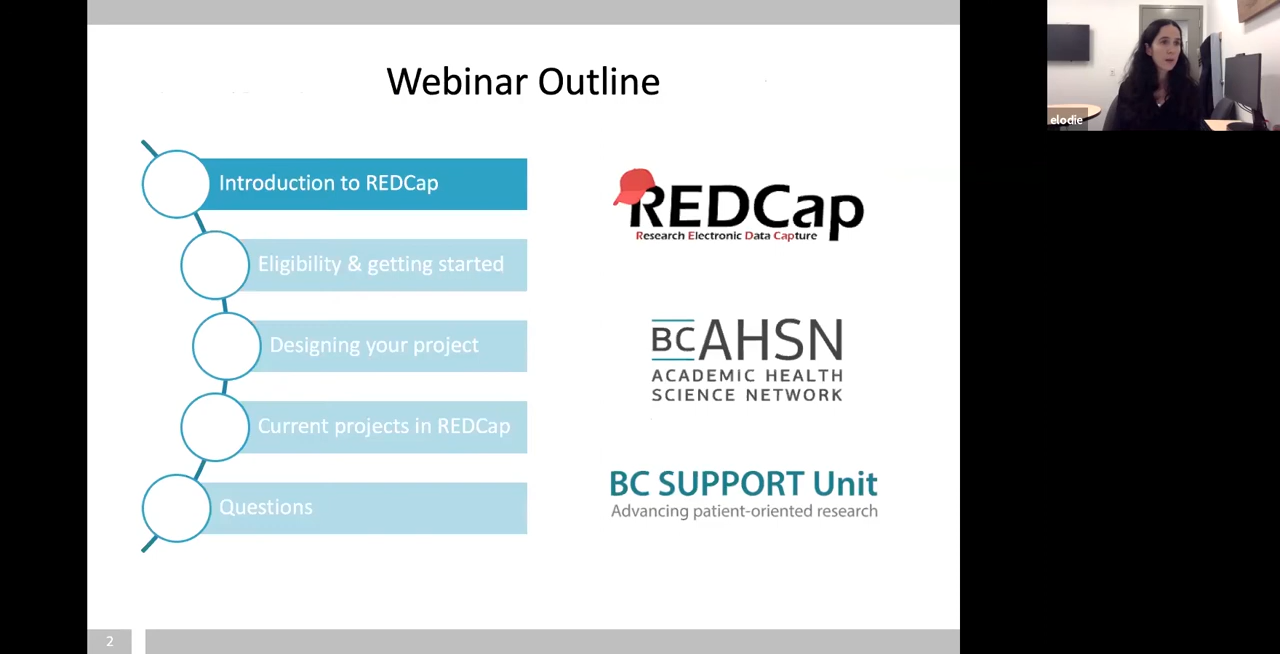 Webinar Outline
Introduction to REDCap
Eligibility & getting started
Designing your project
Current projects in REDCap
Questions
REDCap
Research Electronic Data Capture
BC AHSN
ACADEMIC HEALTH
SCIENCE NETWORK
BC SUPPORT Unit
Advancing patient-oriented research
2
elodie